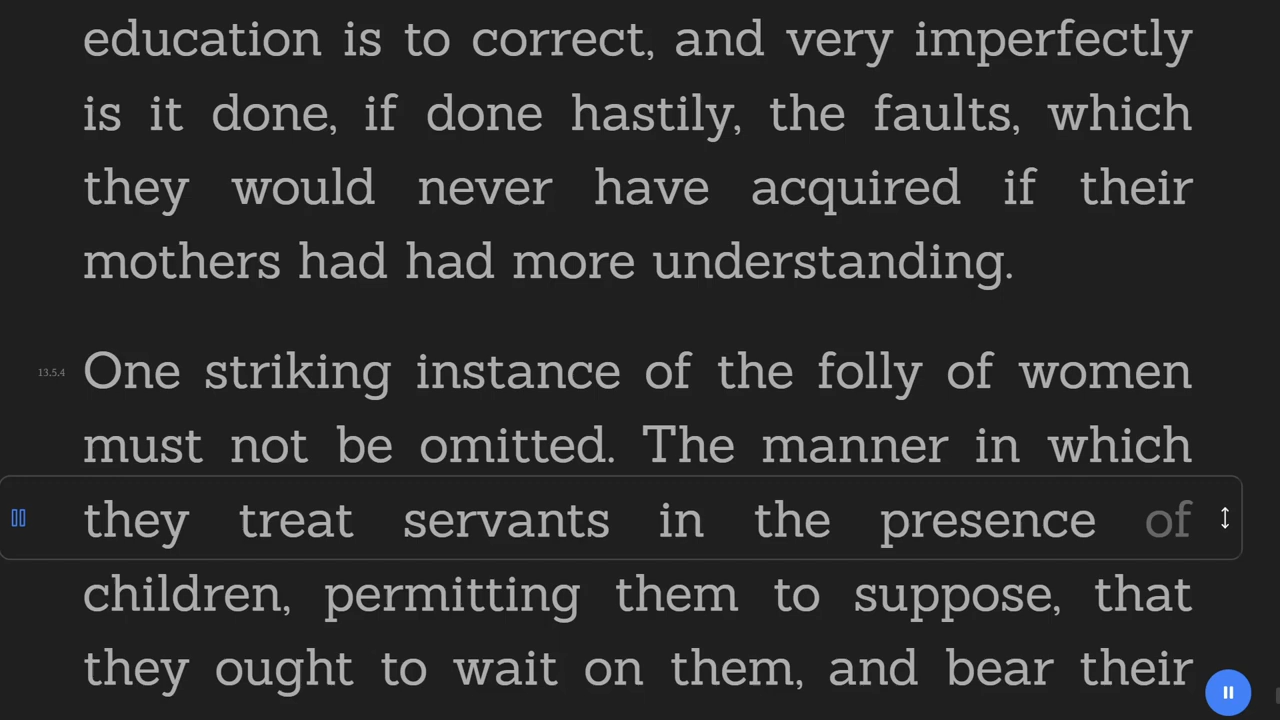 education is to correct, and very imperfectly
is it done, if done hastily, the faults, which
they would never have acquired if their
mothers had had more understanding.
13.5.4
One striking instance of the folly of women
must not be omitted. The manner in which
they treat servants in the presence of
children, permitting them to suppose, that
they ought to wait on them, and bear their